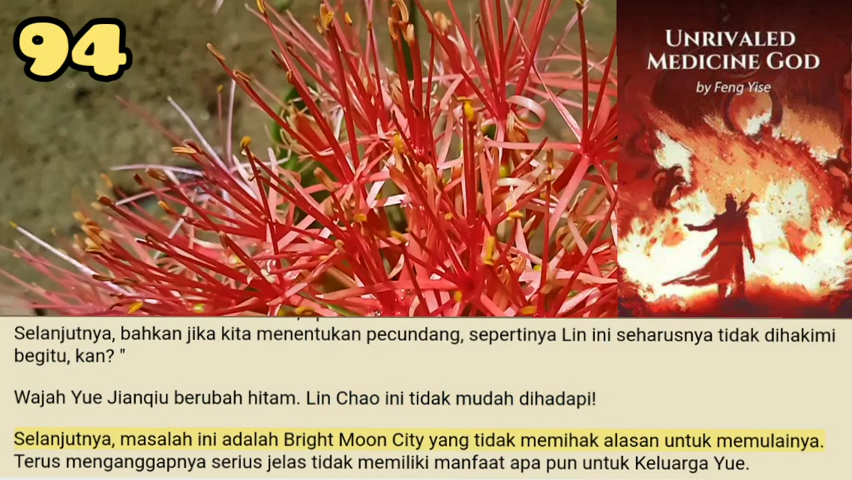 94
UNRIVALED
MEDICINE GOD
by Feng Yise
Selanjutnya, bahkan jika kita menentukan pecundang, sepertinya Lin ini seharusnya tidak dihakimi
begitu, kan? "
Wajah Yue Jianqiu berubah hitam. Lin Chao ini tidak mudah dihadapi!
Selanjutnya, masalah ini adalah Bright Moon City yang tidak memihak alasan untuk memulainya.
Terus menganggapnya serius jelas tidak memiliki manfaat apa pun untuk Keluarga Yue.